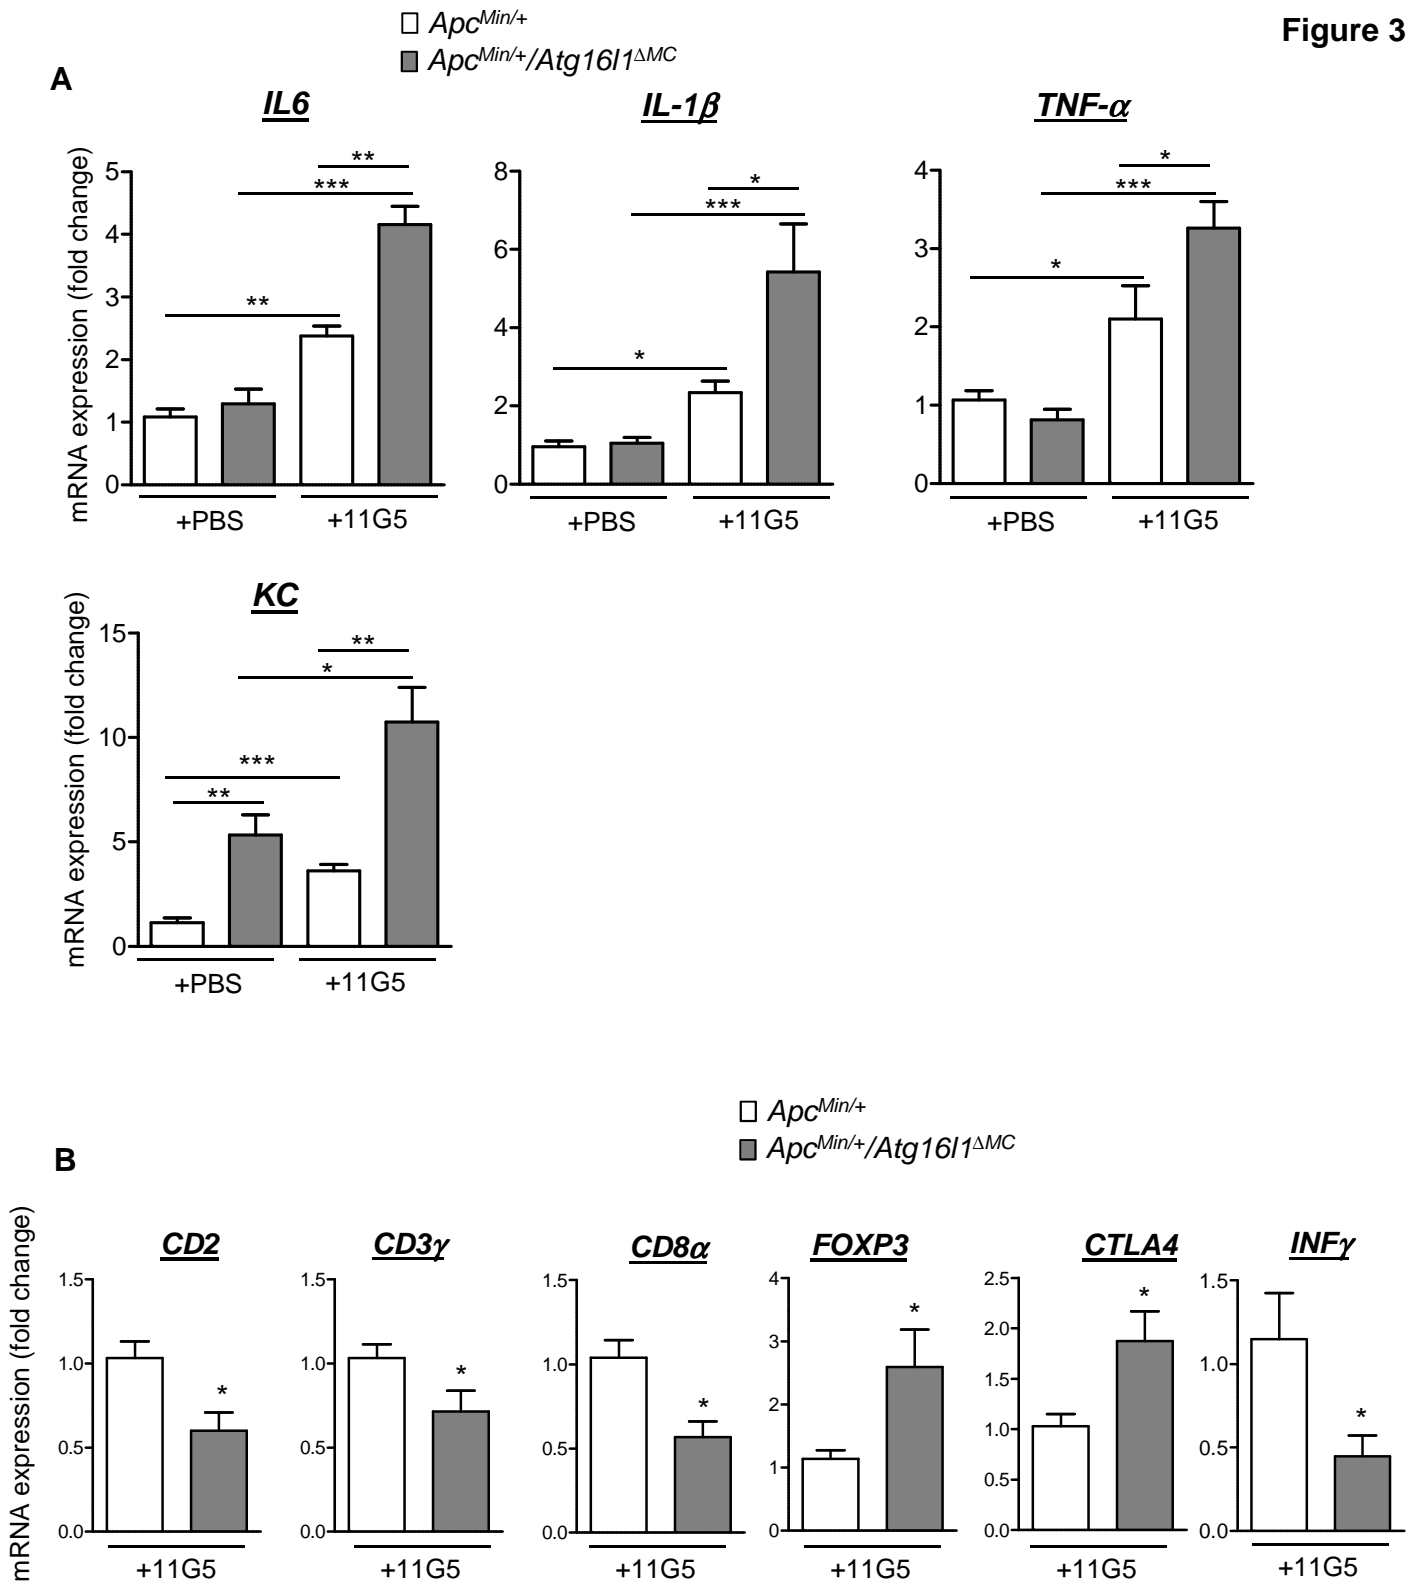 Figure 3
Apc^Min/+
Apc^Min/+/Atg16l1^ΔMC
A
IL6
IL-1β
TNF-α
mRNA expression (fold change)
5
4
3
2
1
0
**
***
**
+PBS
+11G5
8
6
4
2
0
*
***
*
+PBS
+11G5
4
3
2
1
0
*
***
*
+PBS
+11G5
KC
mRNA expression (fold change)
15
10
5
0
**
*
***
**
+PBS
+11G5
Apc^Min/+
Apc^Min/+/Atg16l1^ΔMC
B
mRNA expression (fold change)
CD2
1.5
1.0
0.5
0.0
*
+11G5
CD3γ
1.5
1.0
0.5
0.0
*
+11G5
CD8α
1.5
1.0
0.5
0.0
*
+11G5
FOXP3
4
3
2
1
0
*
+11G5
CTLA4
2.5
2.0
1.5
1.0
0.5
0.0
*
+11G5
INFγ
1.5
1.0
0.5
0.0
*
+11G5